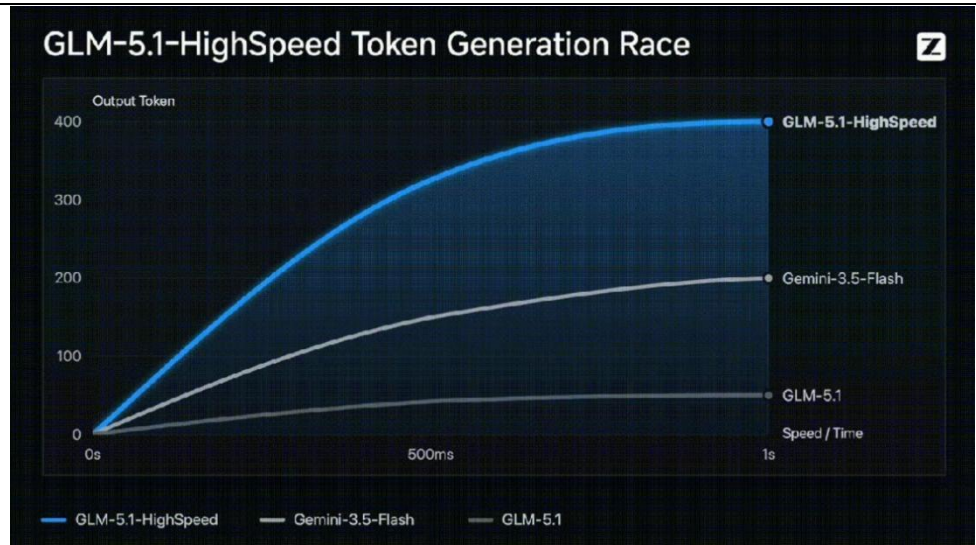 GLM-5.1-HighSpeed Token Generation Race
Z
Output Token
400
GLM-5.1-HighSpeed
300
200
Gemini-3.5-Flash
100
GLM-5.1
0
Speed / Time
0s
500ms
1s
GLM-5.1-HighSpeed
Gemini-3.5-Flash
GLM-5.1